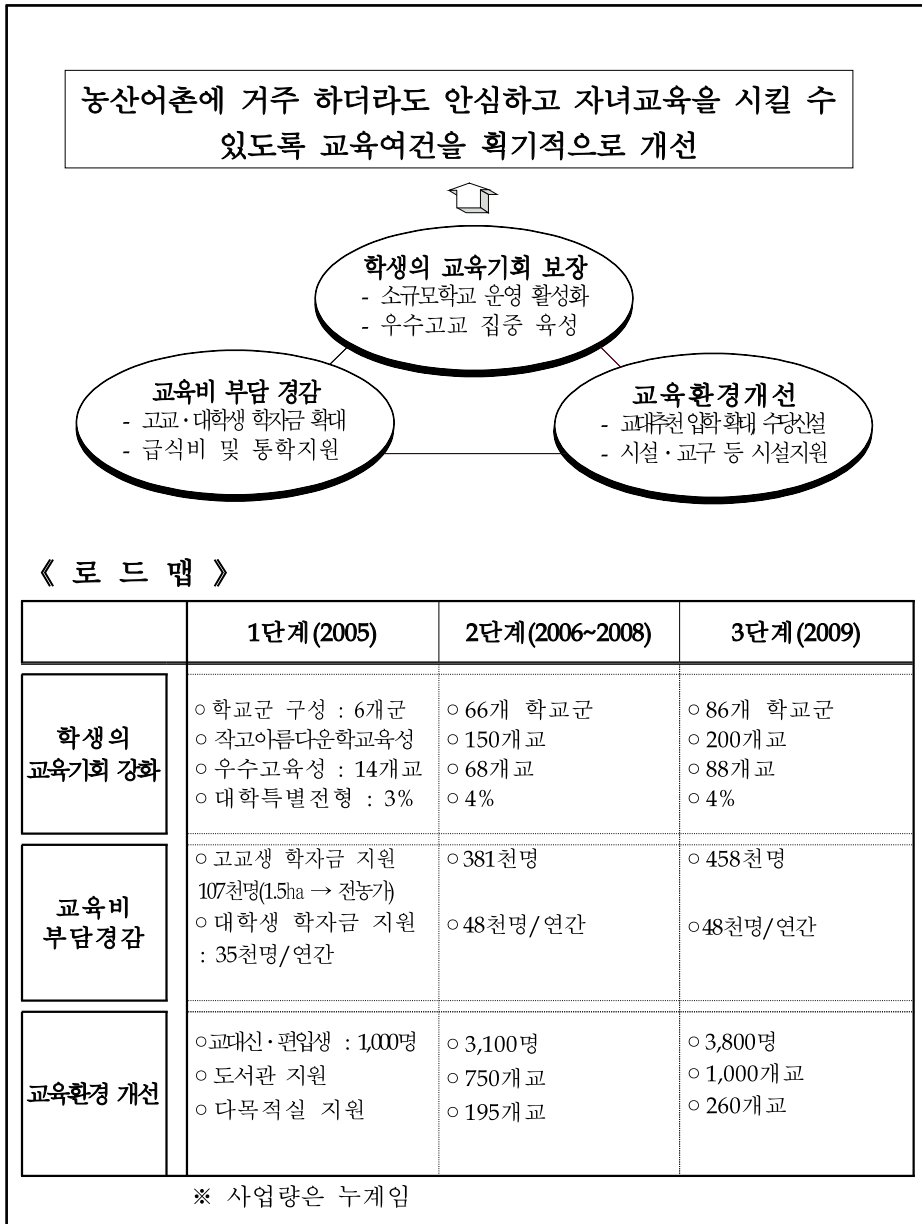 농산어촌에 거주 하더라도 안심하고 자녀교육을 시킬 수
있도록 교육여건을 획기적으로 개선
학생의 교육기회 보장
- 소규모학교 운영 활성화
- 우수고교 집중 육성
교육비 부담 경감
- 고교·대학생 학자금 확대
- 급식비 및 통학지원
교육환경개선
- 교대추천 입학 확대, 수당신설
- 시설·교구 등 시설지원
《 로 드 맵 》
1단계(2005) 2단계(2006~2008) 3단계(2009)
학생의
교육기회 강화
○ 학교군 구성 : 6개군
○ 작고아름다운학교육성
○ 우수고육성 : 14개교
○ 대학특별전형 : 3%
○ 66개 학교군
○ 150개교
○ 68개교
○ 4%
○ 86개 학교군
○ 200개교
○ 88개교
○ 4%
교육비
부담경감
○ 고교생 학자금 지원
107천명(1.5㏊ → 전농가)
○ 대학생 학자금 지원
: 35천명/연간
○ 381천명
○ 48천명/연간
○ 458천명
○ 48천명/연간
교육환경 개선
○교대신·편입생 : 1,000명
○ 도서관 지원
○ 다목적실 지원
○ 3,100명
○ 750개교
○ 195개교
○ 3,800명
○ 1,000개교
○ 260개교
※ 사업량은 누계임